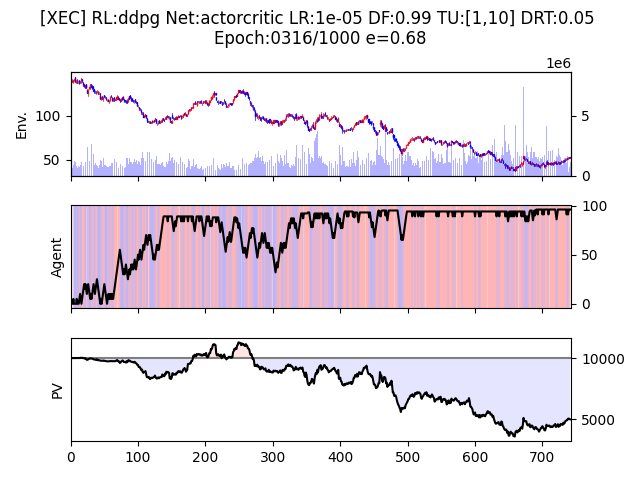 [XEC] RL:ddpg Net:actorcritic LR:1e-05 DF:0.99 TU:[1,10] DRT:0.05
Epoch:0316/1000 e=0.68
1e6
Env.
100
50
5
0
Agent
100
50
0
PV
10000
5000
0 100 200 300 400 500 600 700